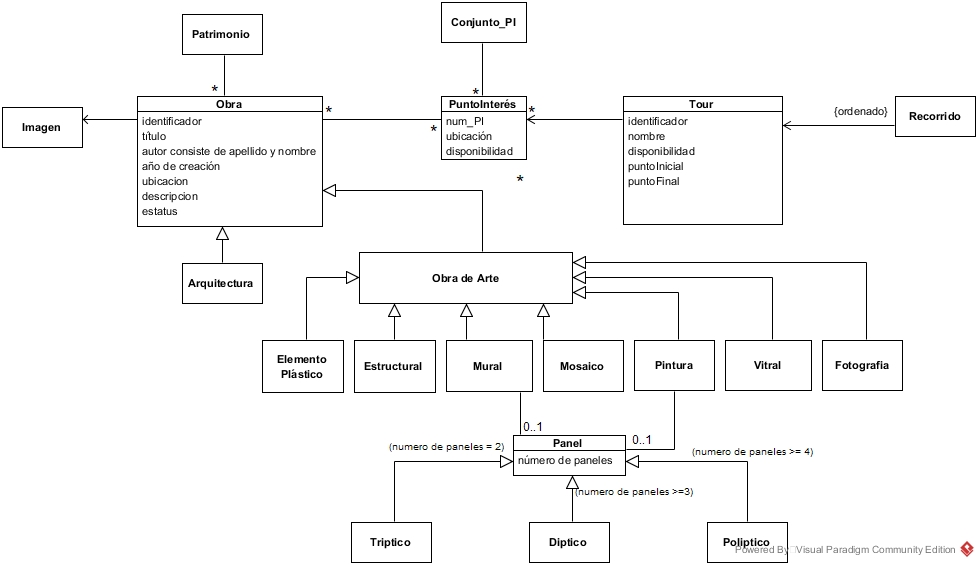 Conjunto_PI
Patrimonio
*
*
Imagen
Obra
identificador
título
autor consiste de apellido y nombre
año de creación
ubicacion
descripcion
estatus
*
*
PuntoInterés
num_PI
ubicación
disponibilidad
*
*
Tour
identificador
nombre
disponibilidad
puntoInicial
puntoFinal
{ordenado}
Recorrido
Arquitectura
Obra de Arte
Elemento
Plástico
Estructural
Mural
Mosaico
Pintura
Vitral
Fotografia
0..1
0..1
Panel
número de paneles
(numero de paneles = 2)
(numero de paneles >= 4)
(numero de paneles >=3)
Triptico
Diptico
Poliptico
Powered By Visual Paradigm Community Edition